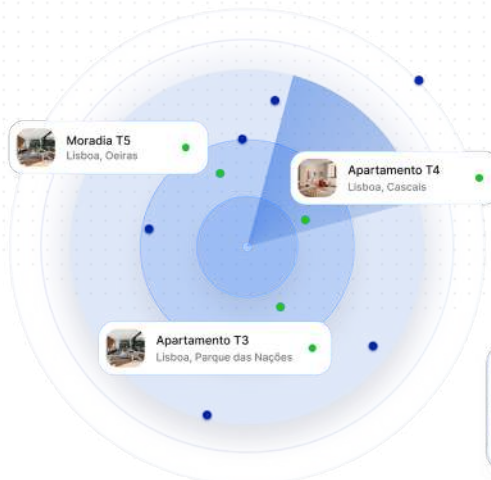 Moradia T5
Lisboa, Oeiras
Apartamento T4
Lisboa, Cascais
Apartamento T3
Lisboa, Parque das Nações